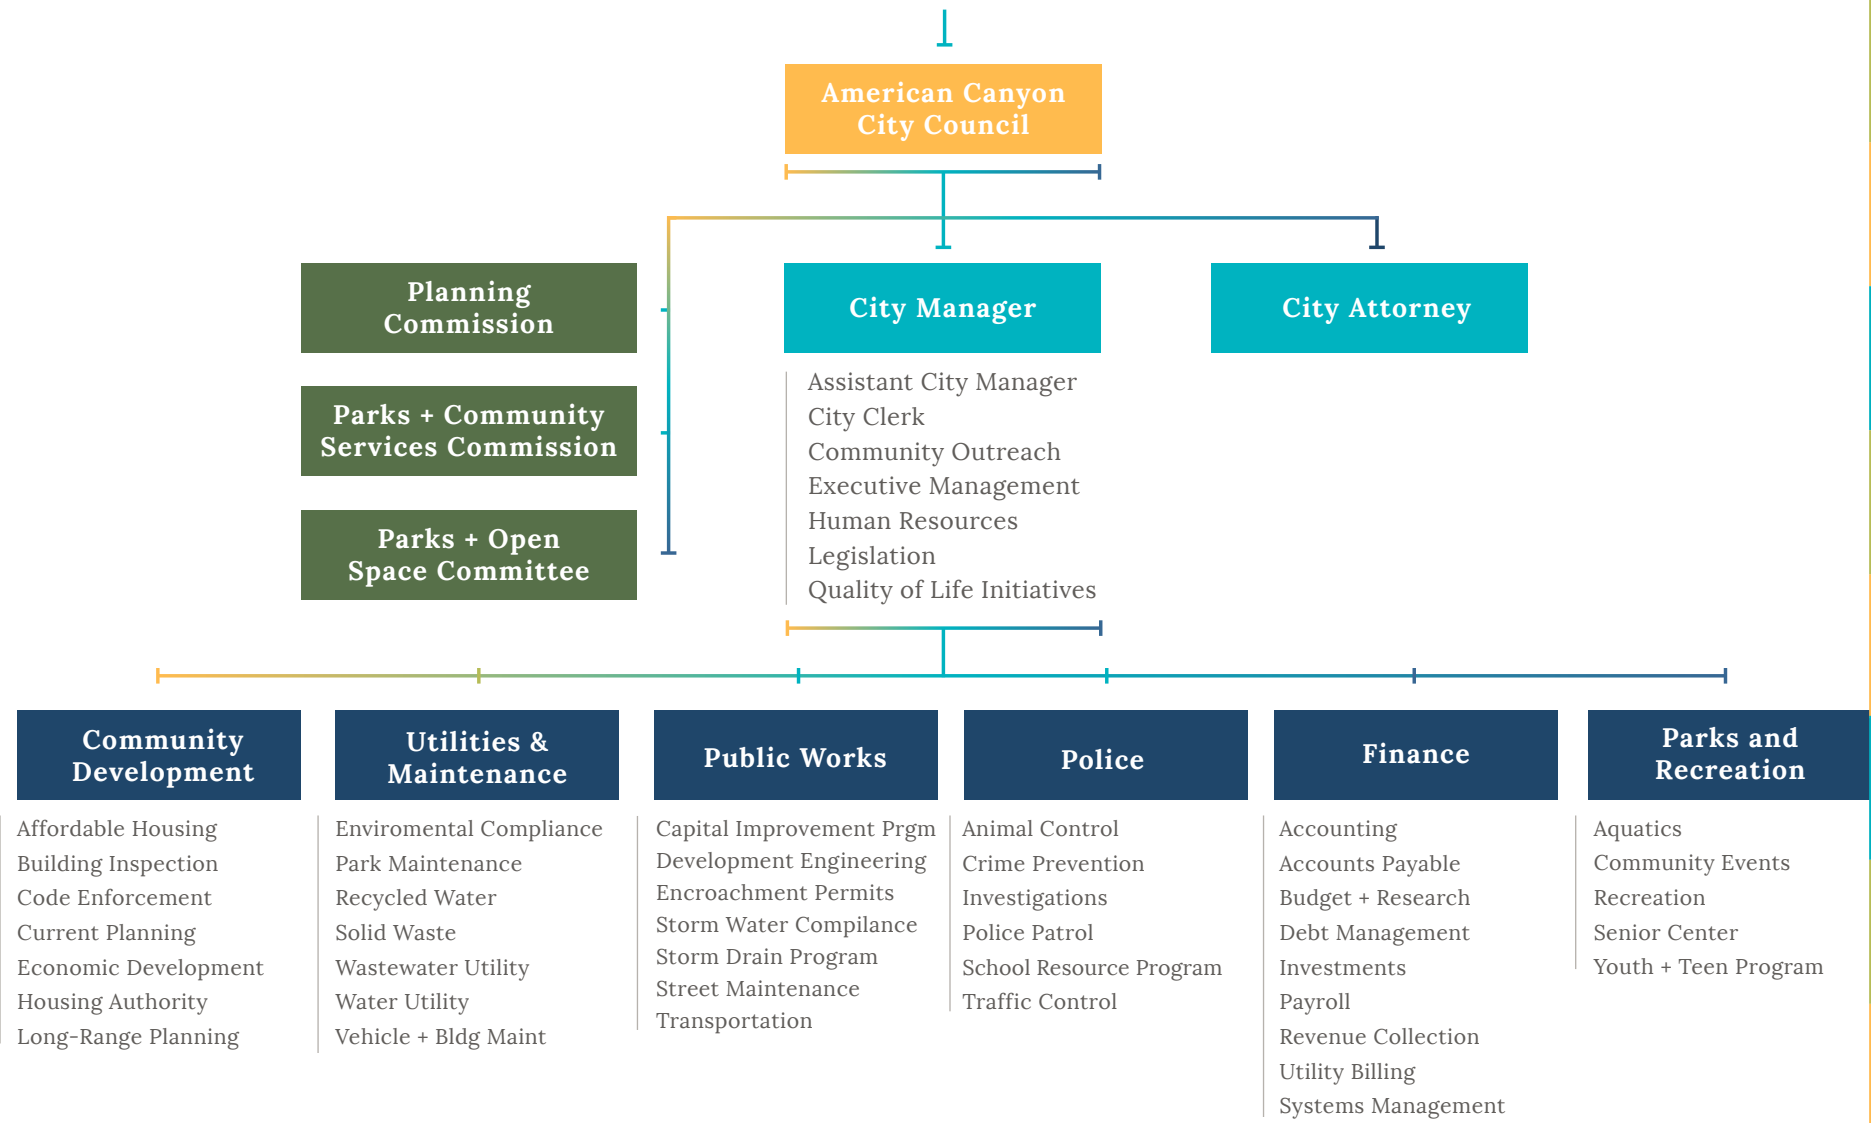 American Canyon
City Council
Planning
Commission
City Manager
City Attorney
Parks + Community
Services Commission
Parks + Open
Space Committee
Assistant City Manager
City Clerk
Community Outreach
Executive Management
Human Resources
Legislation
Quality of Life Initiatives
Community
Development
Affordable Housing
Building Inspection
Code Enforcement
Current Planning
Economic Development
Housing Authority
Long-Range Planning
Utilities &
Maintenance
Enviromental Compliance
Park Maintenance
Recycled Water
Solid Waste
Wastewater Utility
Water Utility
Vehicle + Bldg Maint
Public Works
Capital Improvement Prgm
Development Engineering
Encroachment Permits
Storm Water Compilance
Storm Drain Program
Street Maintenance
Transportation
Police
Animal Control
Crime Prevention
Investigations
Police Patrol
School Resource Program
Traffic Control
Finance
Accounting
Accounts Payable
Budget + Research
Debt Management
Investments
Payroll
Revenue Collection
Utility Billing
Systems Management
Parks and
Recreation
Aquatics
Community Events
Recreation
Senior Center
Youth + Teen Program